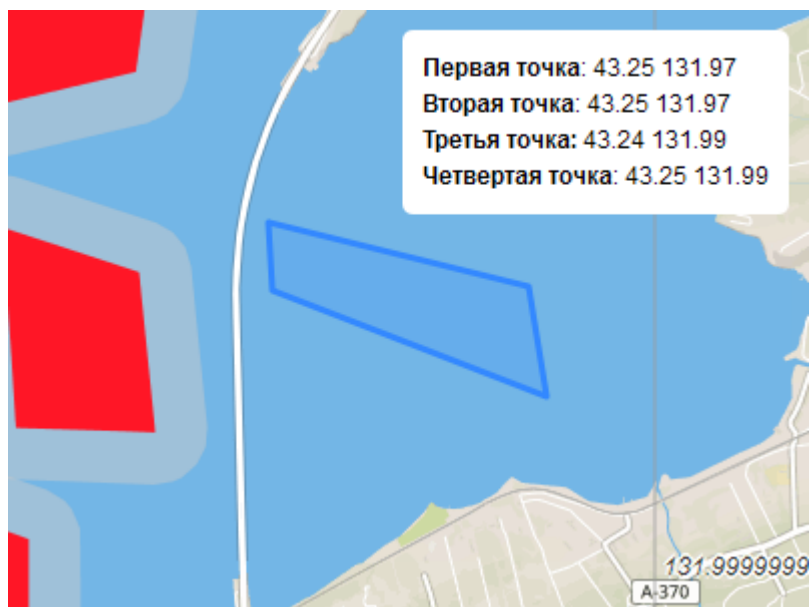 Первая точка: 43.25 131.97
Вторая точка: 43.25 131.97
Третья точка: 43.24 131.99
Четвертая точка: 43.25 131.99
131.9999999
A-370